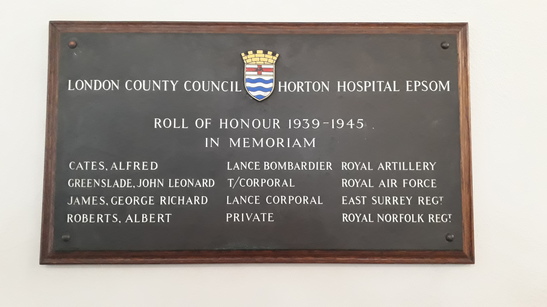 LONDON COUNTY COUNCIL HORTON HOSPITAL EPSOM
ROLL OF HONOUR 1939-1945
IN MEMORIAM
CATES, ALFRED LANCE BOMBARDIER ROYAL ARTILLERY
GREENSLADE, JOHN LEONARD T/CORPORAL ROYAL AIR FORCE
JAMES, GEORGE RICHARD LANCE CORPORAL EAST SURREY REGT
ROBERTS, ALBERT PRIVATE ROYAL NORFOLK REGT